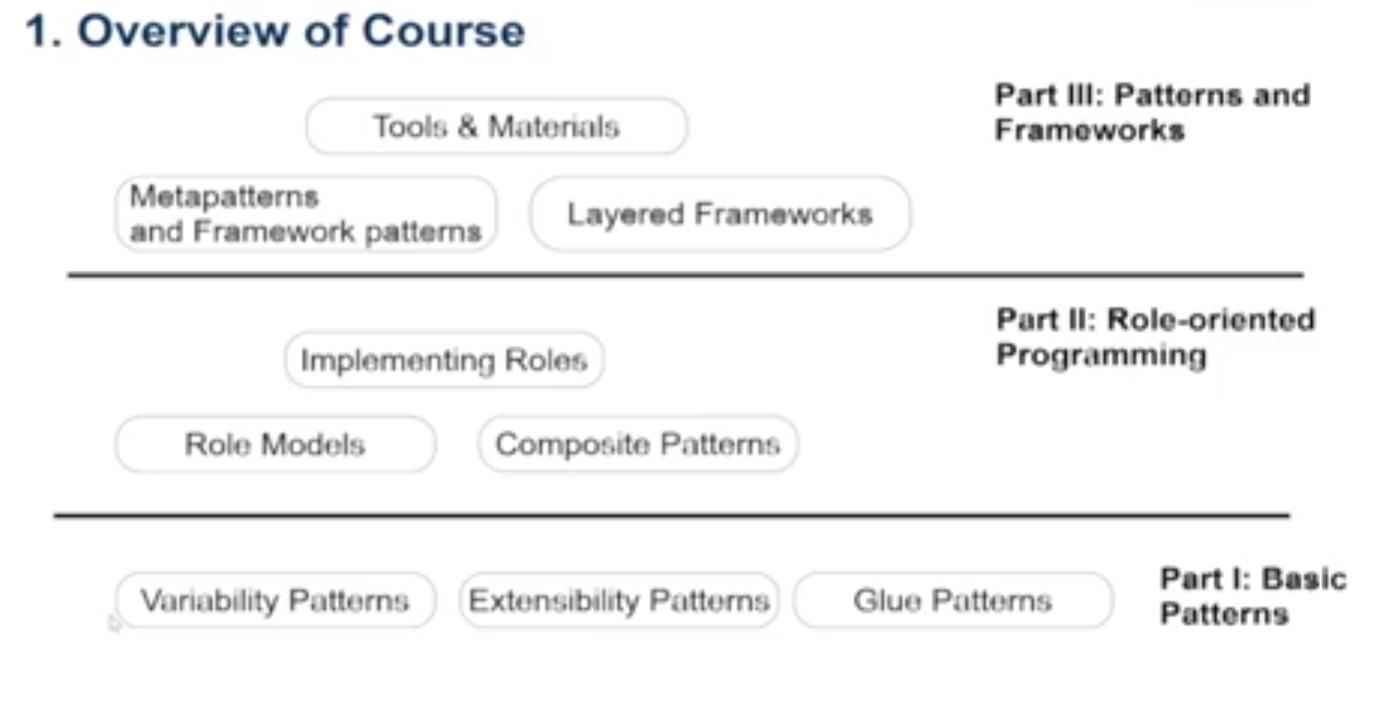 1. Overview of Course
Part III: Patterns and
Frameworks
Tools & Materials
Metapatterns
and Framework patterns
Layered Frameworks
Part II: Role-oriented
Programming
Implementing Roles
Role Models
Composite Patterns
Part I: Basic
Patterns
Variability Patterns
Extensibility Patterns
Glue Patterns